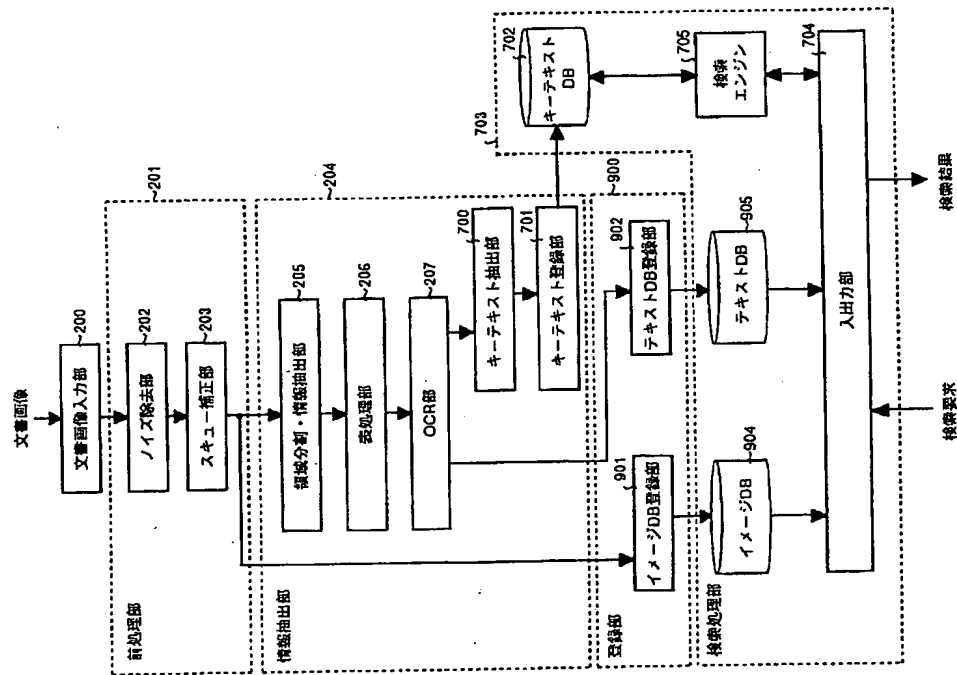 文書画像
文書画像入力部
200
前処理部
201
ノイズ除去部
202
スキュー補正部
203
情報抽出部
204
領域分割・情報抽出部
205
表処理部
206
OCR部
207
キーテキスト抽出部
700
キーテキスト登録部
701
登録部
900
イメージDB登録部
901
テキストDB登録部
902
検索処理部
703
イメージDB
904
テキストDB
905
キーテキスト
DB
702
検索
エンジン
705
入出力部
704
検索要求
検索結果